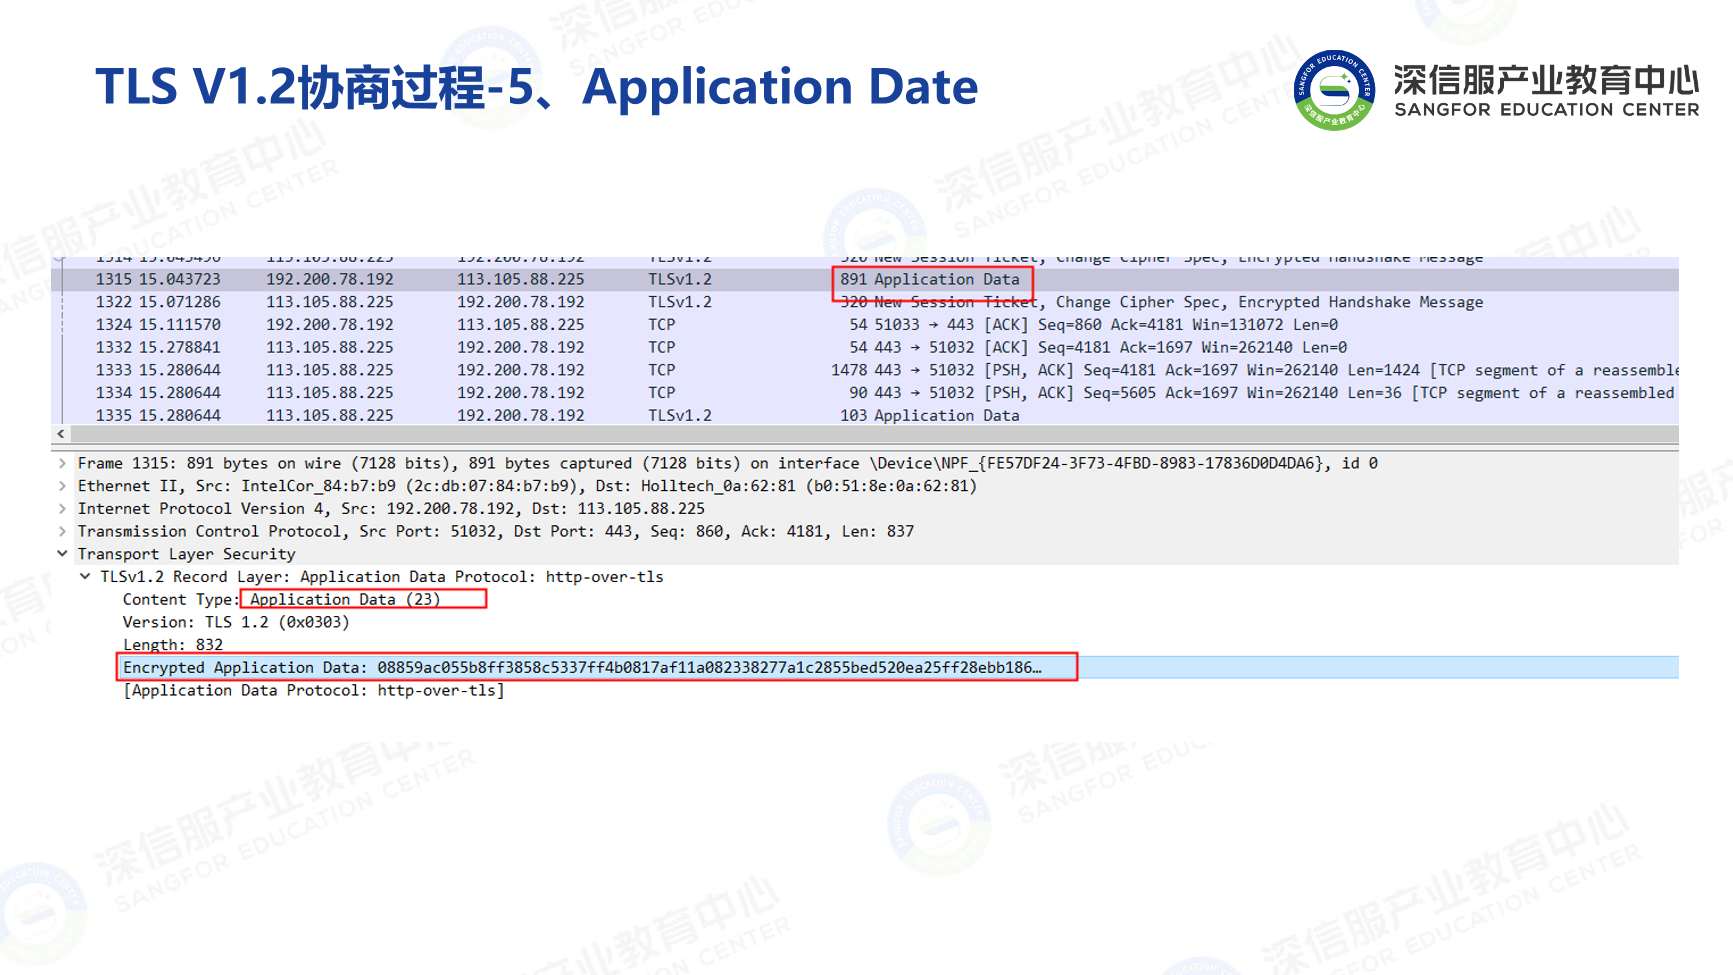 TLS V1.2协商过程-5、Application Date
深信服产业教育中心
SANGFOR EDUCATION CENTER
1314 15.043490 113.105.88.225 192.200.78.192 TLSv1.2 320 New Session Ticket, Change Cipher Spec, Encrypted Handshake Message
1315 15.043723 192.200.78.192 113.105.88.225 TLSv1.2 891 Application Data
1322 15.071286 113.105.88.225 192.200.78.192 TLSv1.2 320 New Session Ticket, Change Cipher Spec, Encrypted Handshake Message
1324 15.111570 192.200.78.192 113.105.88.225 TCP 54 51033 → 443 [ACK] Seq=860 Ack=4181 Win=131072 Len=0
1332 15.278841 113.105.88.225 192.200.78.192 TCP 54 443 → 51032 [ACK] Seq=4181 Ack=1697 Win=262140 Len=0
1333 15.280644 113.105.88.225 192.200.78.192 TCP 1478 443 → 51032 [PSH, ACK] Seq=4181 Ack=1697 Win=262140 Len=1424 [TCP segment of a reassemble
1334 15.280644 113.105.88.225 192.200.78.192 TCP 90 443 → 51032 [PSH, ACK] Seq=5605 Ack=1697 Win=262140 Len=36 [TCP segment of a reassembled
1335 15.280644 113.105.88.225 192.200.78.192 TLSv1.2 103 Application Data
Frame 1315: 891 bytes on wire (7128 bits), 891 bytes captured (7128 bits) on interface \Device\NPF_{FE57DF24-3F73-4FBD-8983-17836D0D4DA6}, id 0
Ethernet II, Src: IntelCor_84:b7:b9 (2c:db:07:84:b7:b9), Dst: Holltech_0a:62:81 (b0:51:8e:0a:62:81)
Internet Protocol Version 4, Src: 192.200.78.192, Dst: 113.105.88.225
Transmission Control Protocol, Src Port: 51032, Dst Port: 443, Seq: 860, Ack: 4181, Len: 837
Transport Layer Security
TLSv1.2 Record Layer: Application Data Protocol: http-over-tls
Content Type: Application Data (23)
Version: TLS 1.2 (0x0303)
Length: 832
Encrypted Application Data: 08859ac055b8ff3858c5337ff4b0817af11a082338277a1c2855bed520ea25ff28ebb186…
[Application Data Protocol: http-over-tls]